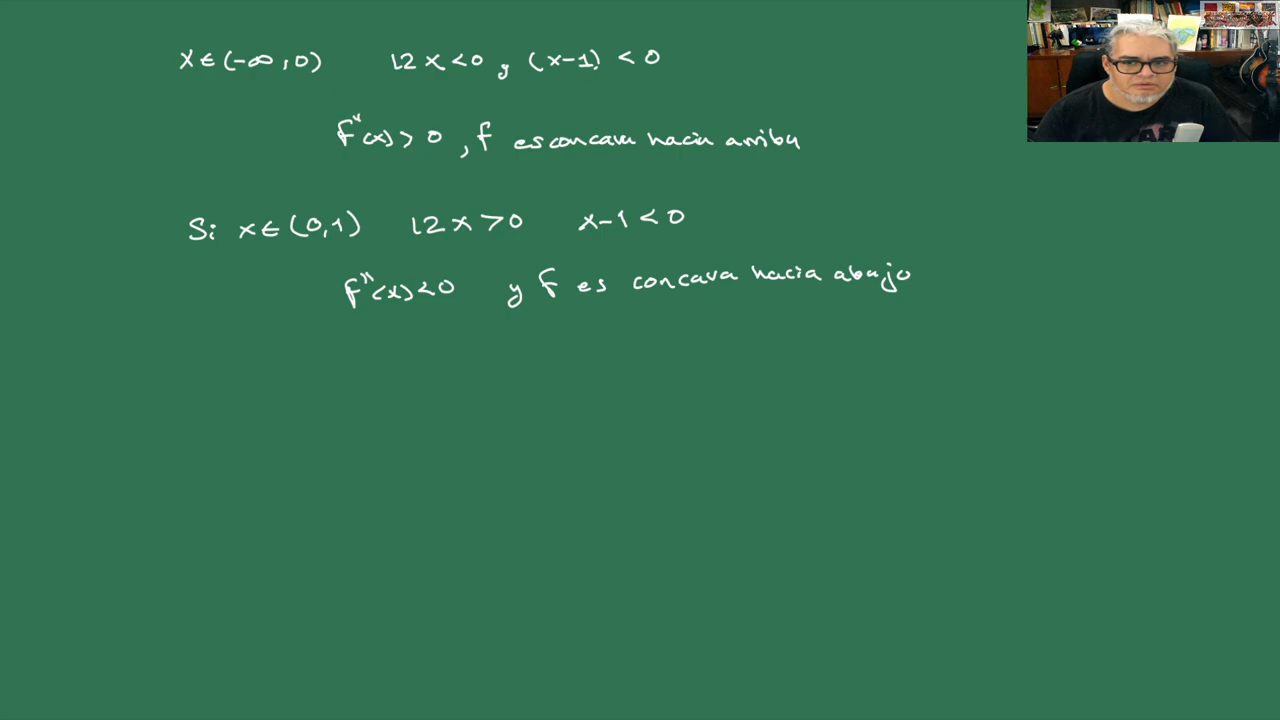 x ∈ (-∞, 0) 12x < 0 y (x-1) < 0
f''(x) > 0, f es concava hacia arriba
Si x ∈ (0,1) 12x > 0 x-1 < 0
f''(x) < 0 y f es concava hacia abajo